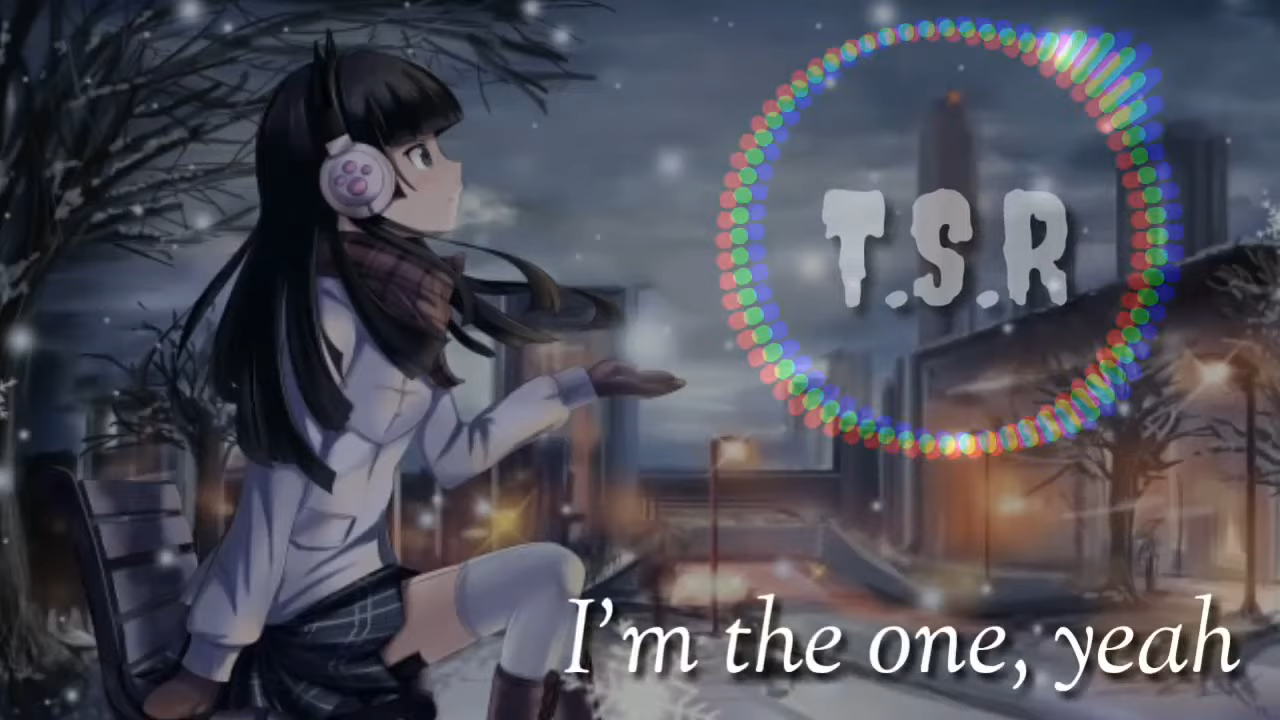 T.S.R
I'm the one, yeah